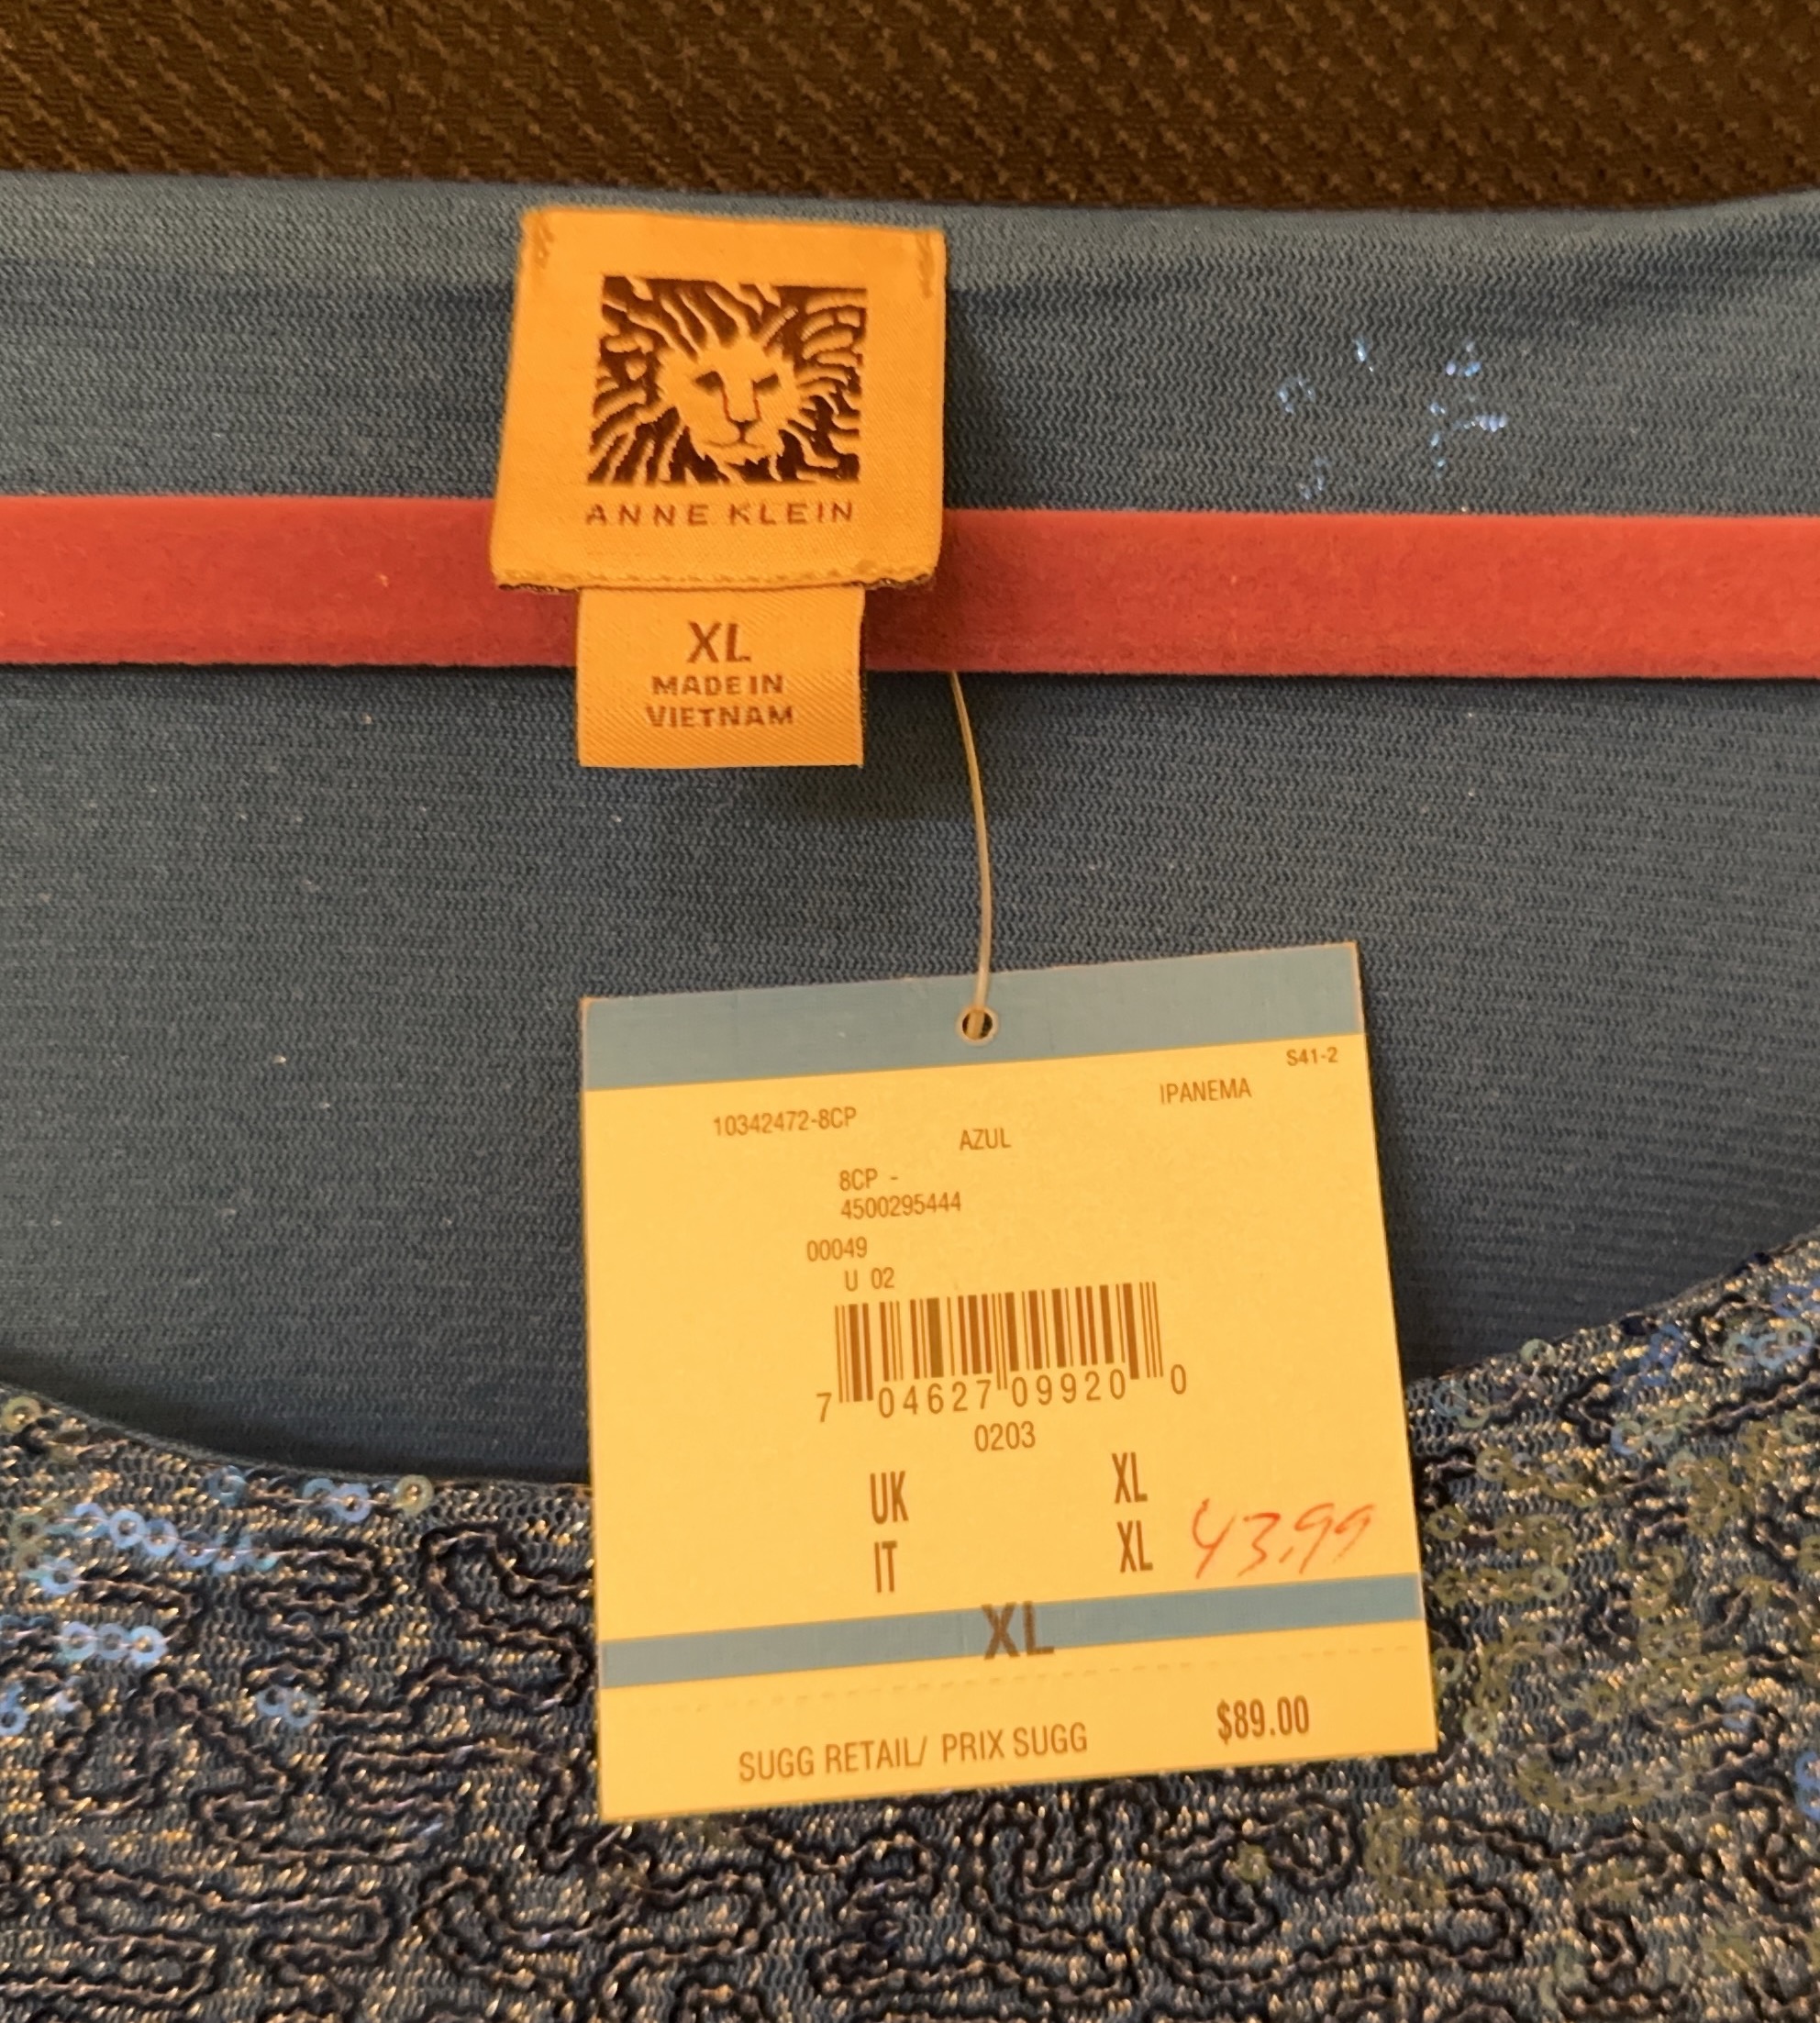 ANNE KLEIN
XL
MADE IN
VIETNAM
S41-2
10342472-8CP
IPANEMA
AZUL
8CP -
4500295444
00049
U 02
7 04627 09920 0
0203
UK XL
IT XL
43.99
XL
SUGG RETAIL/ PRIX SUGG $89.00